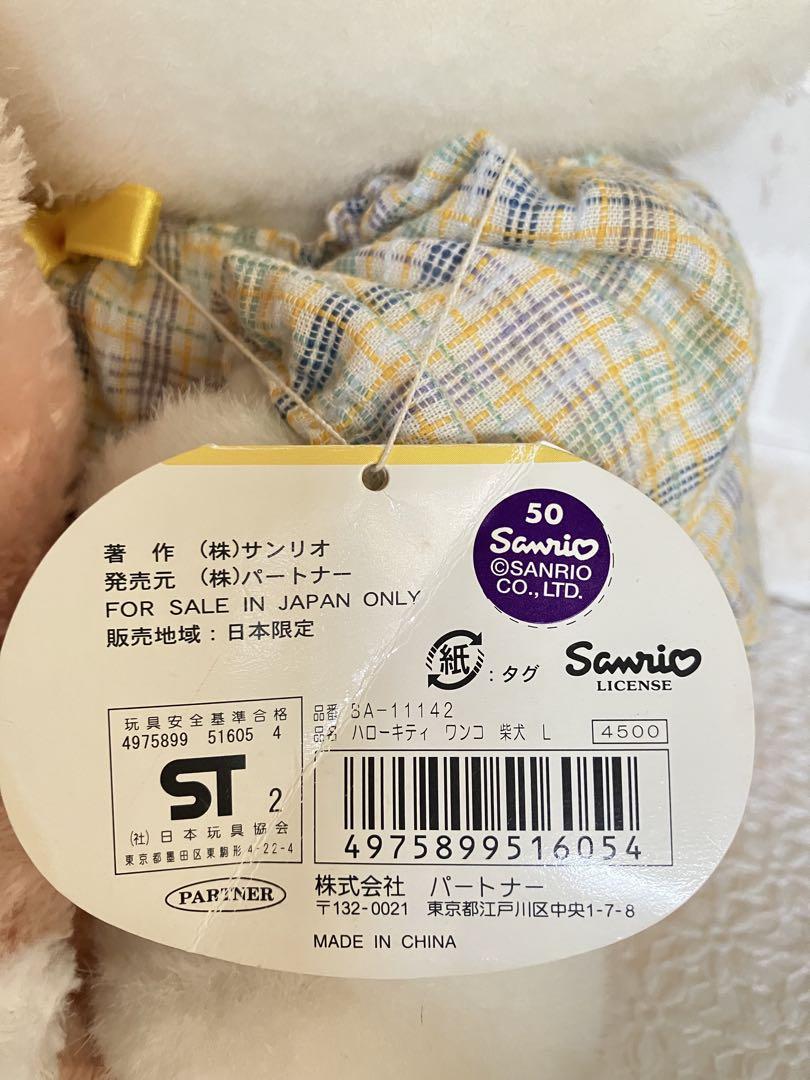 著 作 (株)サンリオ
発売元 (株)パートナー
FOR SALE IN JAPAN ONLY
販売地域:日本限定
50
Sanrio
©SANRIO
CO., LTD.
紙:タグ
Sanrio
LICENSE
玩具安全基準合格
4975899 51605 4
ST 2
(社)日本玩具協会
東京都墨田区東駒形4-22-4
品番 SA-11142
品名 ハローキティ ワンコ 柴犬 L 4500
4975899516054
PARTNER
株式会社 パートナー
〒132-0021 東京都江戸川区中央1-7-8
MADE IN CHINA